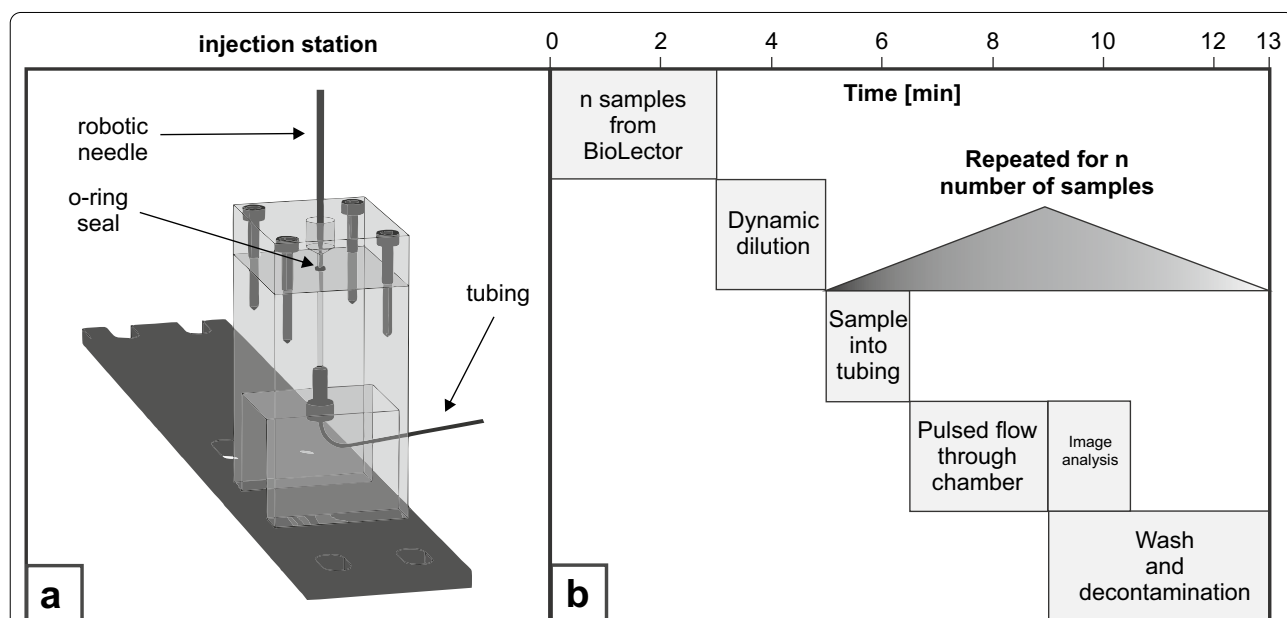 injection station
robotic
needle
o-ring
seal
tubing
a
0 2 4 6 8 10 12 13
Time [min]
n samples
from
BioLector
Repeated for n
number of samples
Dynamic
dilution
Sample
into
tubing
Pulsed flow
through
chamber
Image
analysis
Wash
and
decontamination
b